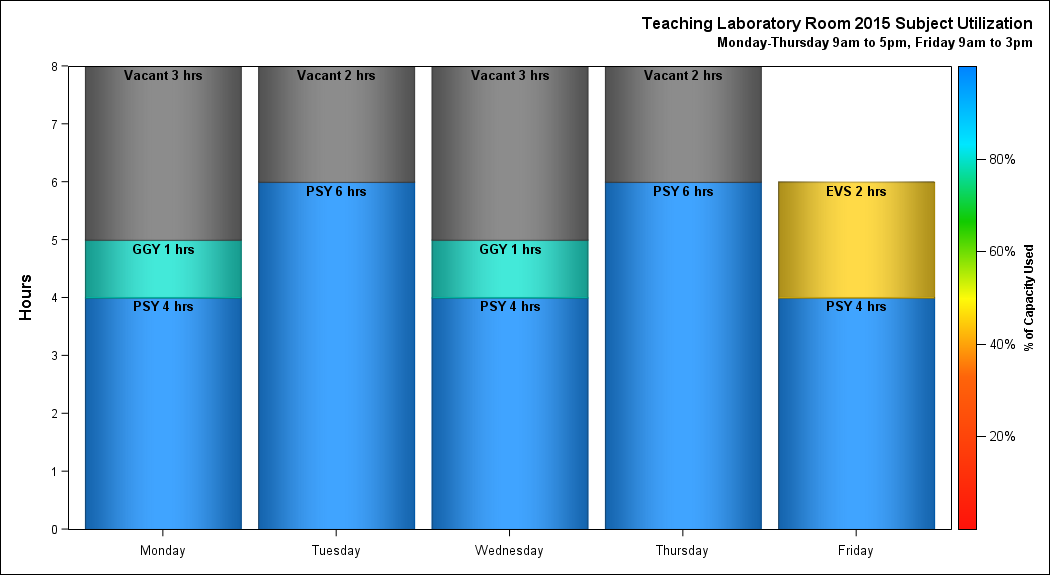 Teaching Laboratory Room 2015 Subject Utilization
Monday-Thursday 9am to 5pm, Friday 9am to 3pm
8
7
6
5
4
3
2
1
0
Hours
Vacant 3 hrs
GGY 1 hrs
PSY 4 hrs
Vacant 2 hrs
PSY 6 hrs
Vacant 3 hrs
GGY 1 hrs
PSY 4 hrs
Vacant 2 hrs
PSY 6 hrs
EVS 2 hrs
PSY 4 hrs
Monday
Tuesday
Wednesday
Thursday
Friday
80%
60%
40%
20%
% of Capacity Used